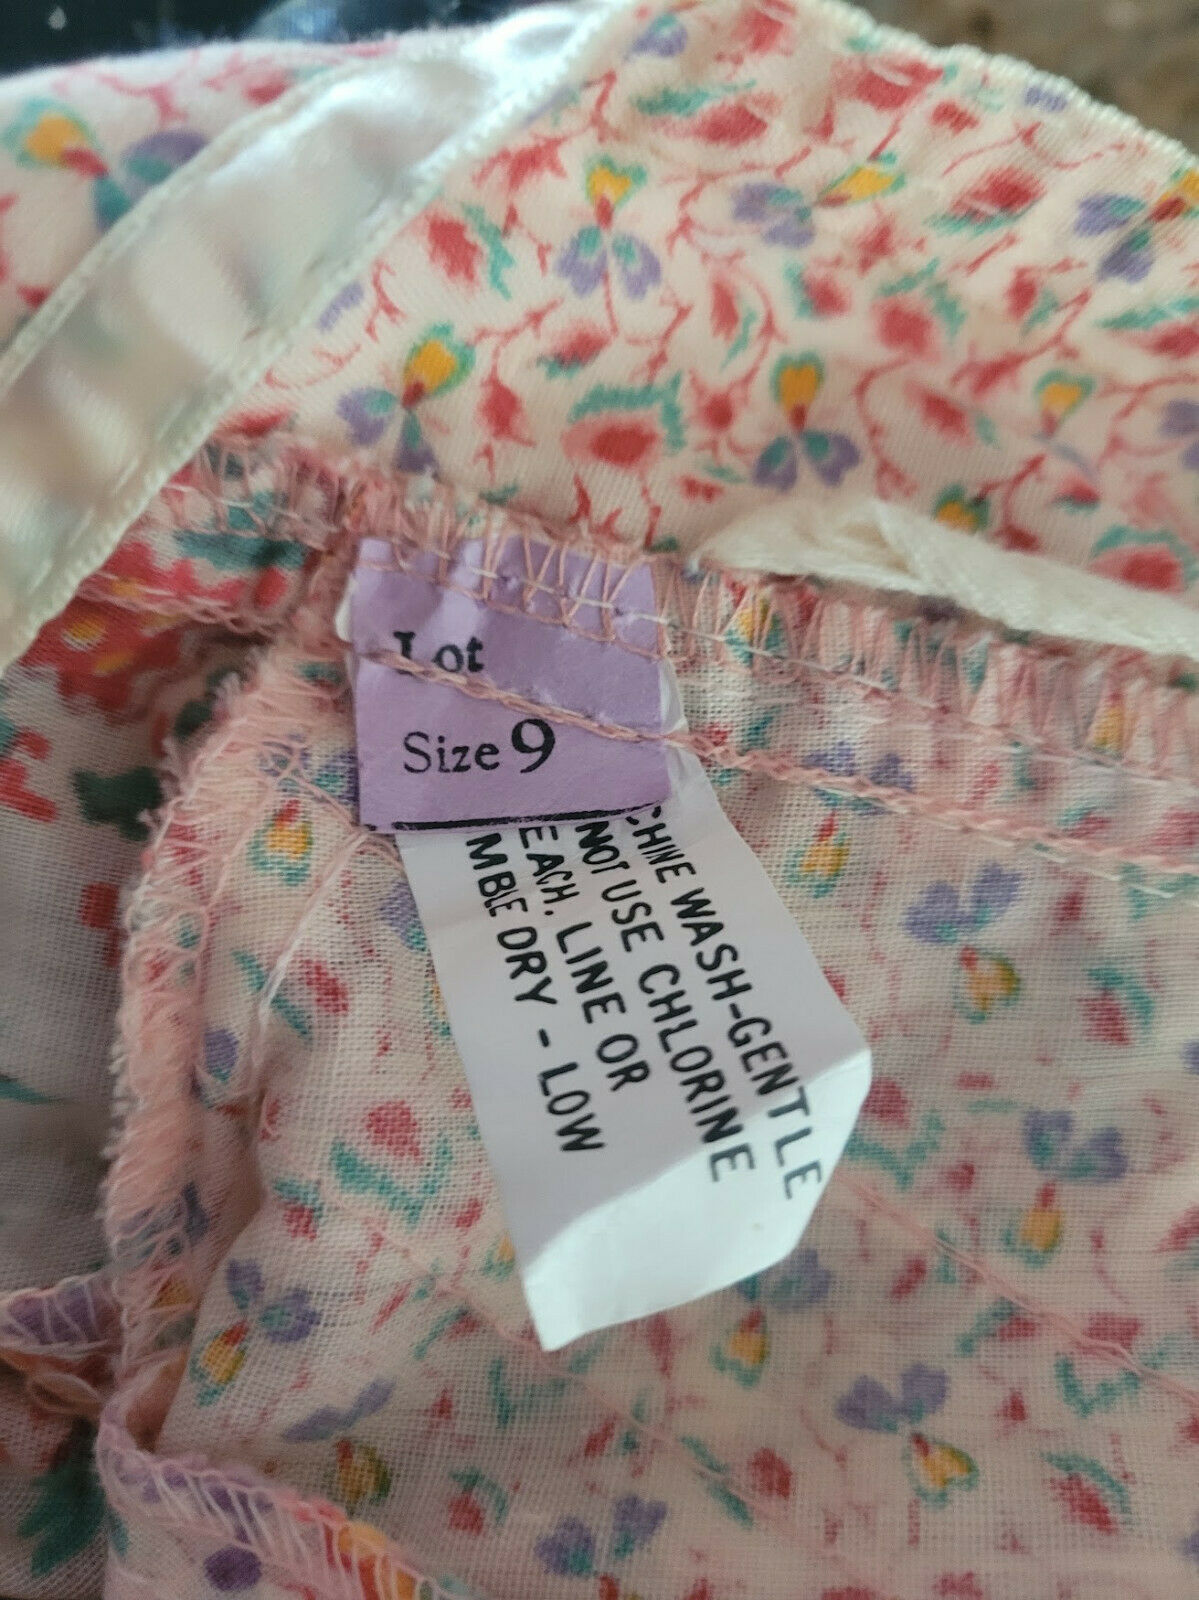 Lot
Size 9
CHINE WASH-GENTLE
NOT USE CHLORINE
EACH. LINE OR
MBLE DRY - LOW